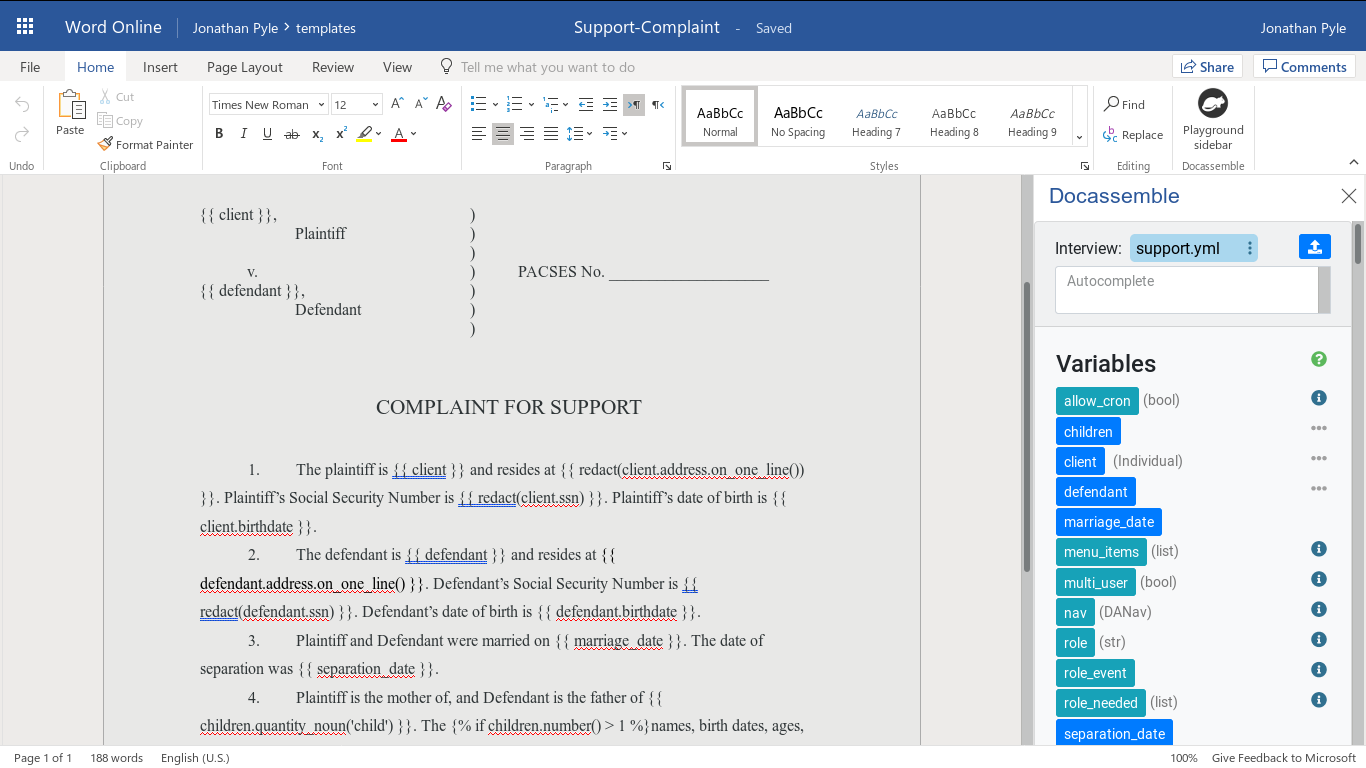 Word Online
Jonathan Pyle > templates
Support-Complaint - Saved
Jonathan Pyle
File Home Insert Page Layout Review View Tell me what you want to do
Share Comments
Paste
Cut
Copy
Format Painter
Times New Roman 12
AaBbCc AaBbCc AaBbCc AaBbCc AaBbCc
Normal No Spacing Heading 7 Heading 8 Heading 9
Find
Replace
Playground
sidebar
Undo Clipboard Font Paragraph Styles Editing Docassemble
{{ client }}, )
Plaintiff )
)
v. ) PACSES No. ____________________
{{ defendant }}, )
Defendant )
)
COMPLAINT FOR SUPPORT
1. The plaintiff is {{ client }} and resides at {{ redact(client.address.on_one_line())
}}. Plaintiff’s Social Security Number is {{ redact(client.ssn) }}. Plaintiff’s date of birth is {{
client.birthdate }}.
2. The defendant is {{ defendant }} and resides at {{
defendant.address.on_one_line() }}. Defendant’s Social Security Number is {{
redact(defendant.ssn) }}. Defendant’s date of birth is {{ defendant.birthdate }}.
3. Plaintiff and Defendant were married on {{ marriage_date }}. The date of
separation was {{ separation_date }}.
4. Plaintiff is the mother of, and Defendant is the father of {{
children.quantity_noun('child') }}. The {% if children.number() > 1 %}names, birth dates, ages,
Docassemble
Interview: support.yml
Autocomplete
Variables
allow_cron (bool)
children
client (Individual)
defendant
marriage_date
menu_items (list)
multi_user (bool)
nav (DANav)
role (str)
role_event
role_needed (list)
separation_date
Page 1 of 1 188 words English (U.S.)
100% Give Feedback to Microsoft